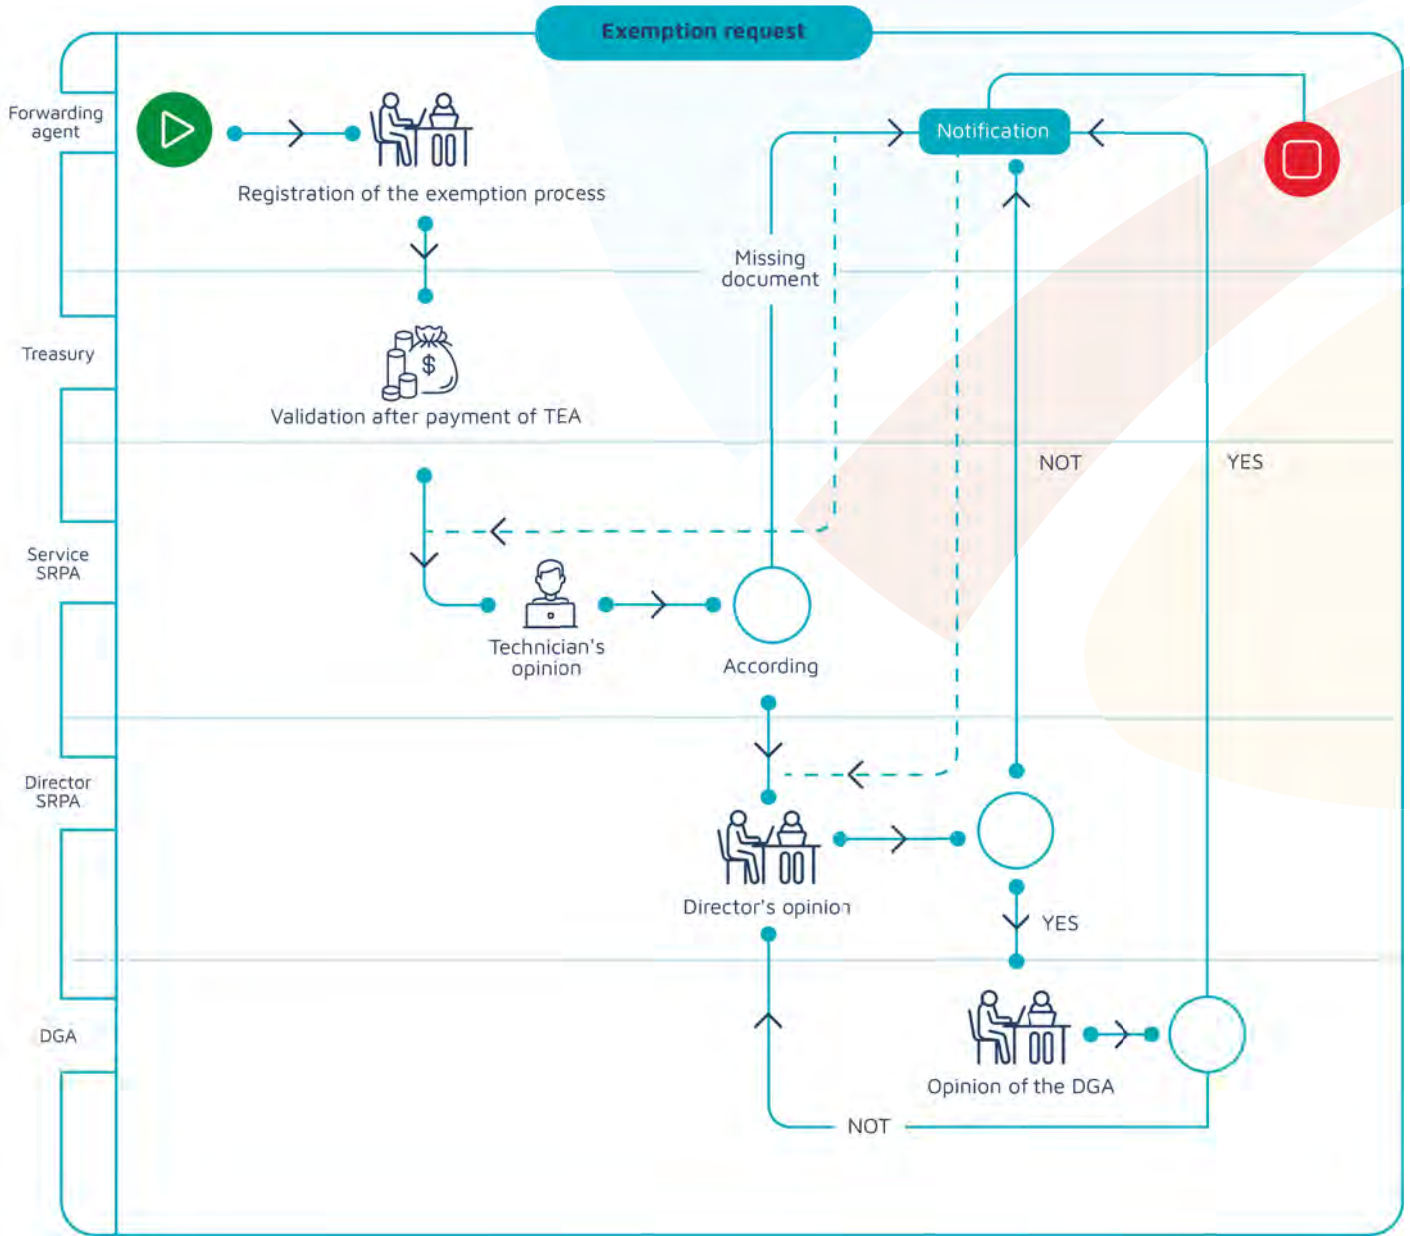 Exemption request
Forwarding
agent
Notification
Registration of the exemption process
Missing
document
Treasury
$
Validation after payment of TEA
NOT
YES
Service
SRPA
Technician's
opinion
According
Director
SRPA
Director's opinion
YES
DGA
Opinion of the DGA
NOT